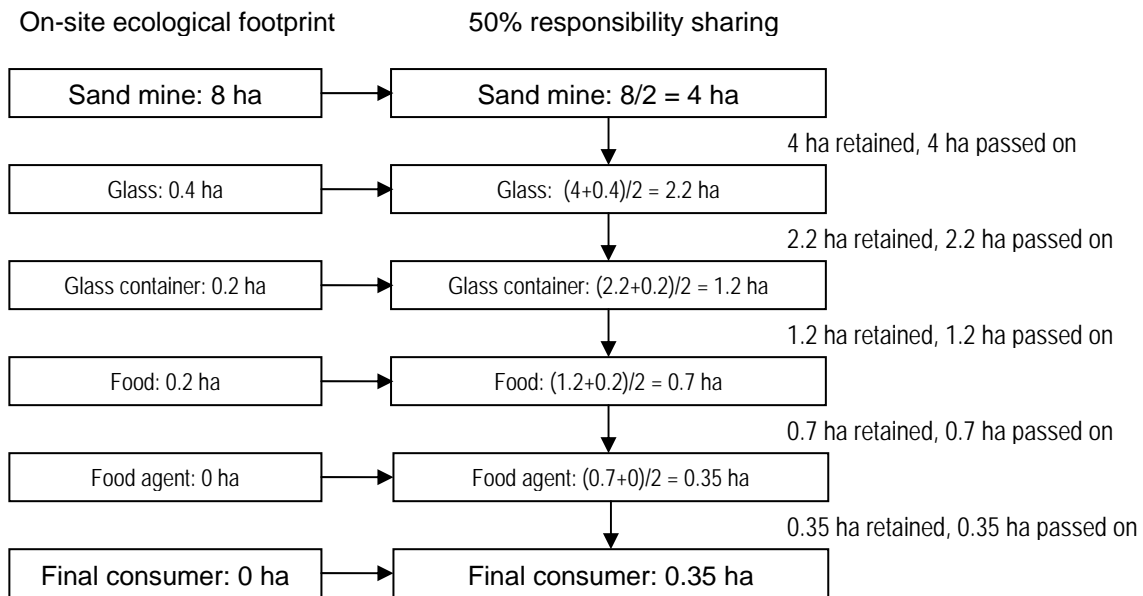 On-site ecological footprint
50% responsibility sharing
Sand mine: 8 ha
Sand mine: 8/2 = 4 ha
4 ha retained, 4 ha passed on
Glass: 0.4 ha
Glass: (4+0.4)/2 = 2.2 ha
2.2 ha retained, 2.2 ha passed on
Glass container: 0.2 ha
Glass container: (2.2+0.2)/2 = 1.2 ha
1.2 ha retained, 1.2 ha passed on
Food: 0.2 ha
Food: (1.2+0.2)/2 = 0.7 ha
0.7 ha retained, 0.7 ha passed on
Food agent: 0 ha
Food agent: (0.7+0)/2 = 0.35 ha
0.35 ha retained, 0.35 ha passed on
Final consumer: 0 ha
Final consumer: 0.35 ha